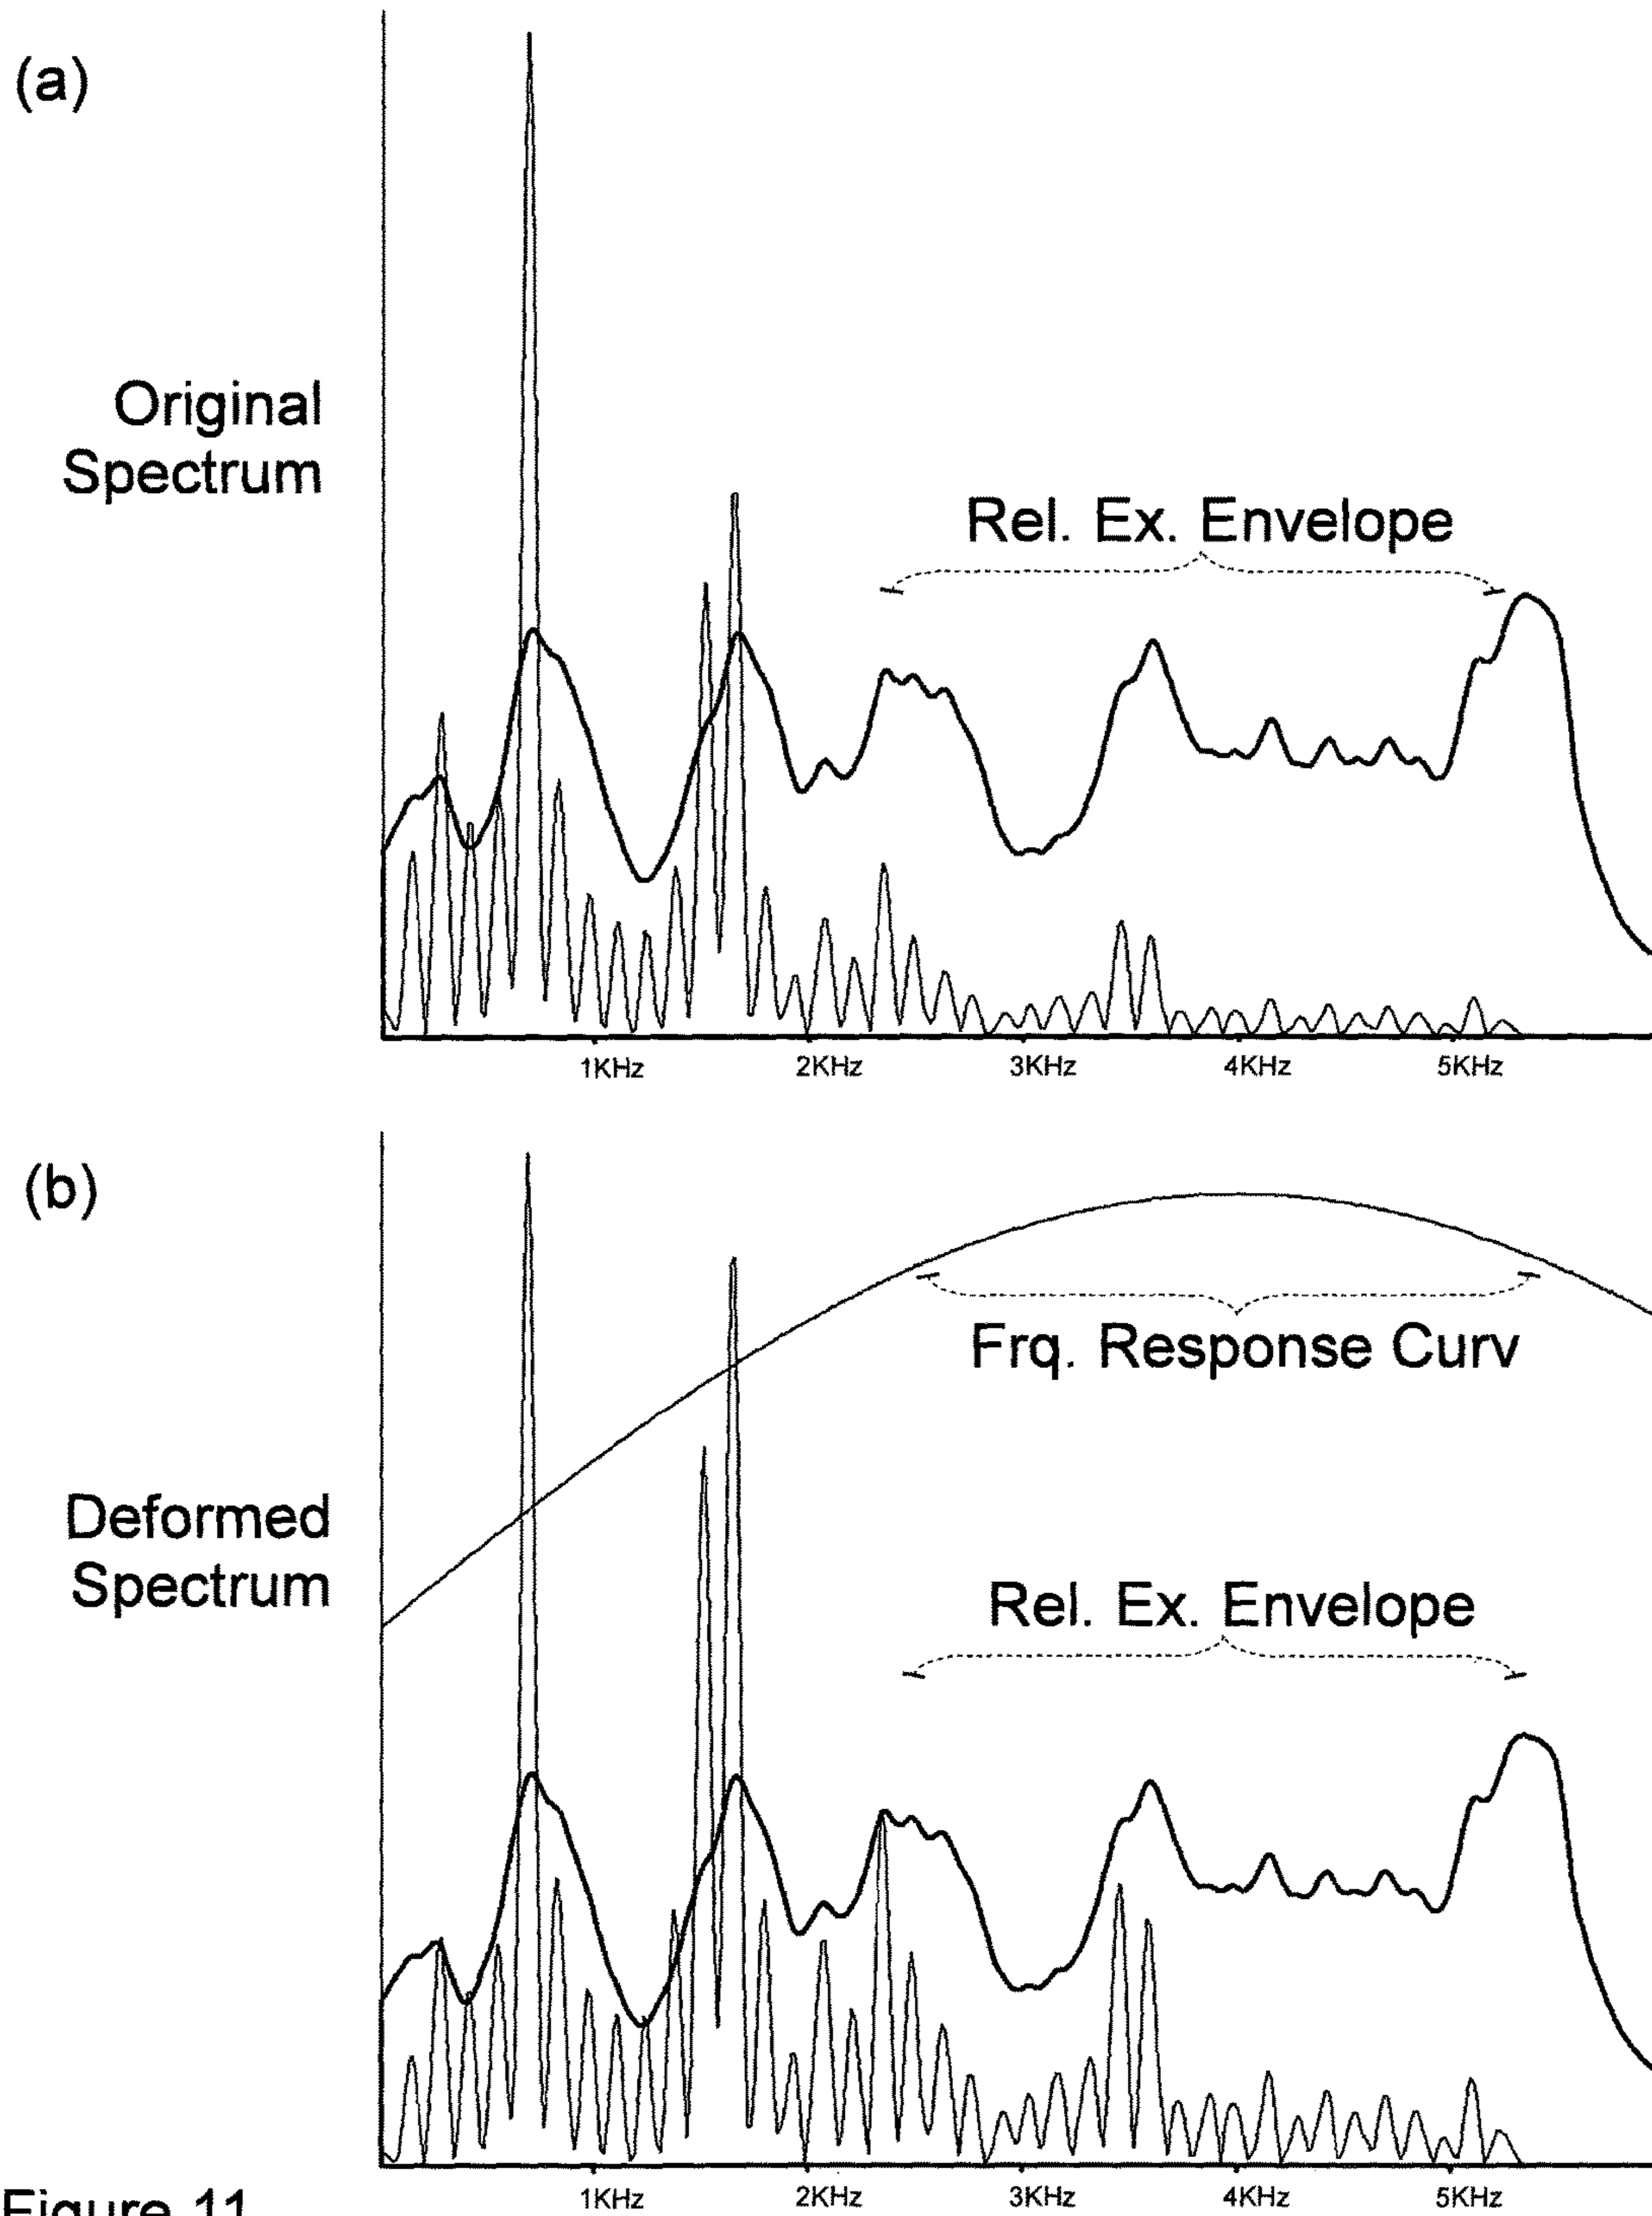 (a)
Original
Spectrum
Rel. Ex. Envelope
1KHz 2KHz 3KHz 4KHz 5KHz
(b)
Frq. Response Curv
Deformed
Spectrum
Rel. Ex. Envelope
1KHz 2KHz 3KHz 4KHz 5KHz
Figure 11